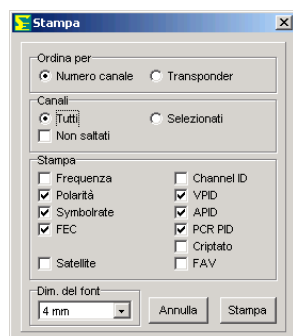 Stampa
Ordina per
Numero canale Transponder
Canali
Tutti Selezionati
Non saltati
Stampa
Frequenza Channel ID
Polarità VPID
Symbolrate APID
FEC PCR PID
Criptato
Satellite FAV
Dim. del font
4 mm Annulla Stampa